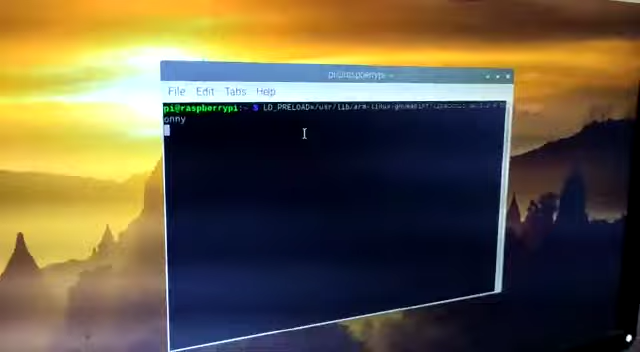 pi@raspberrypi: ~
File Edit Tabs Help
pi@raspberrypi:~ $ LD_PRELOAD=/usr/lib/arm-linux-gnueabihf/
onny